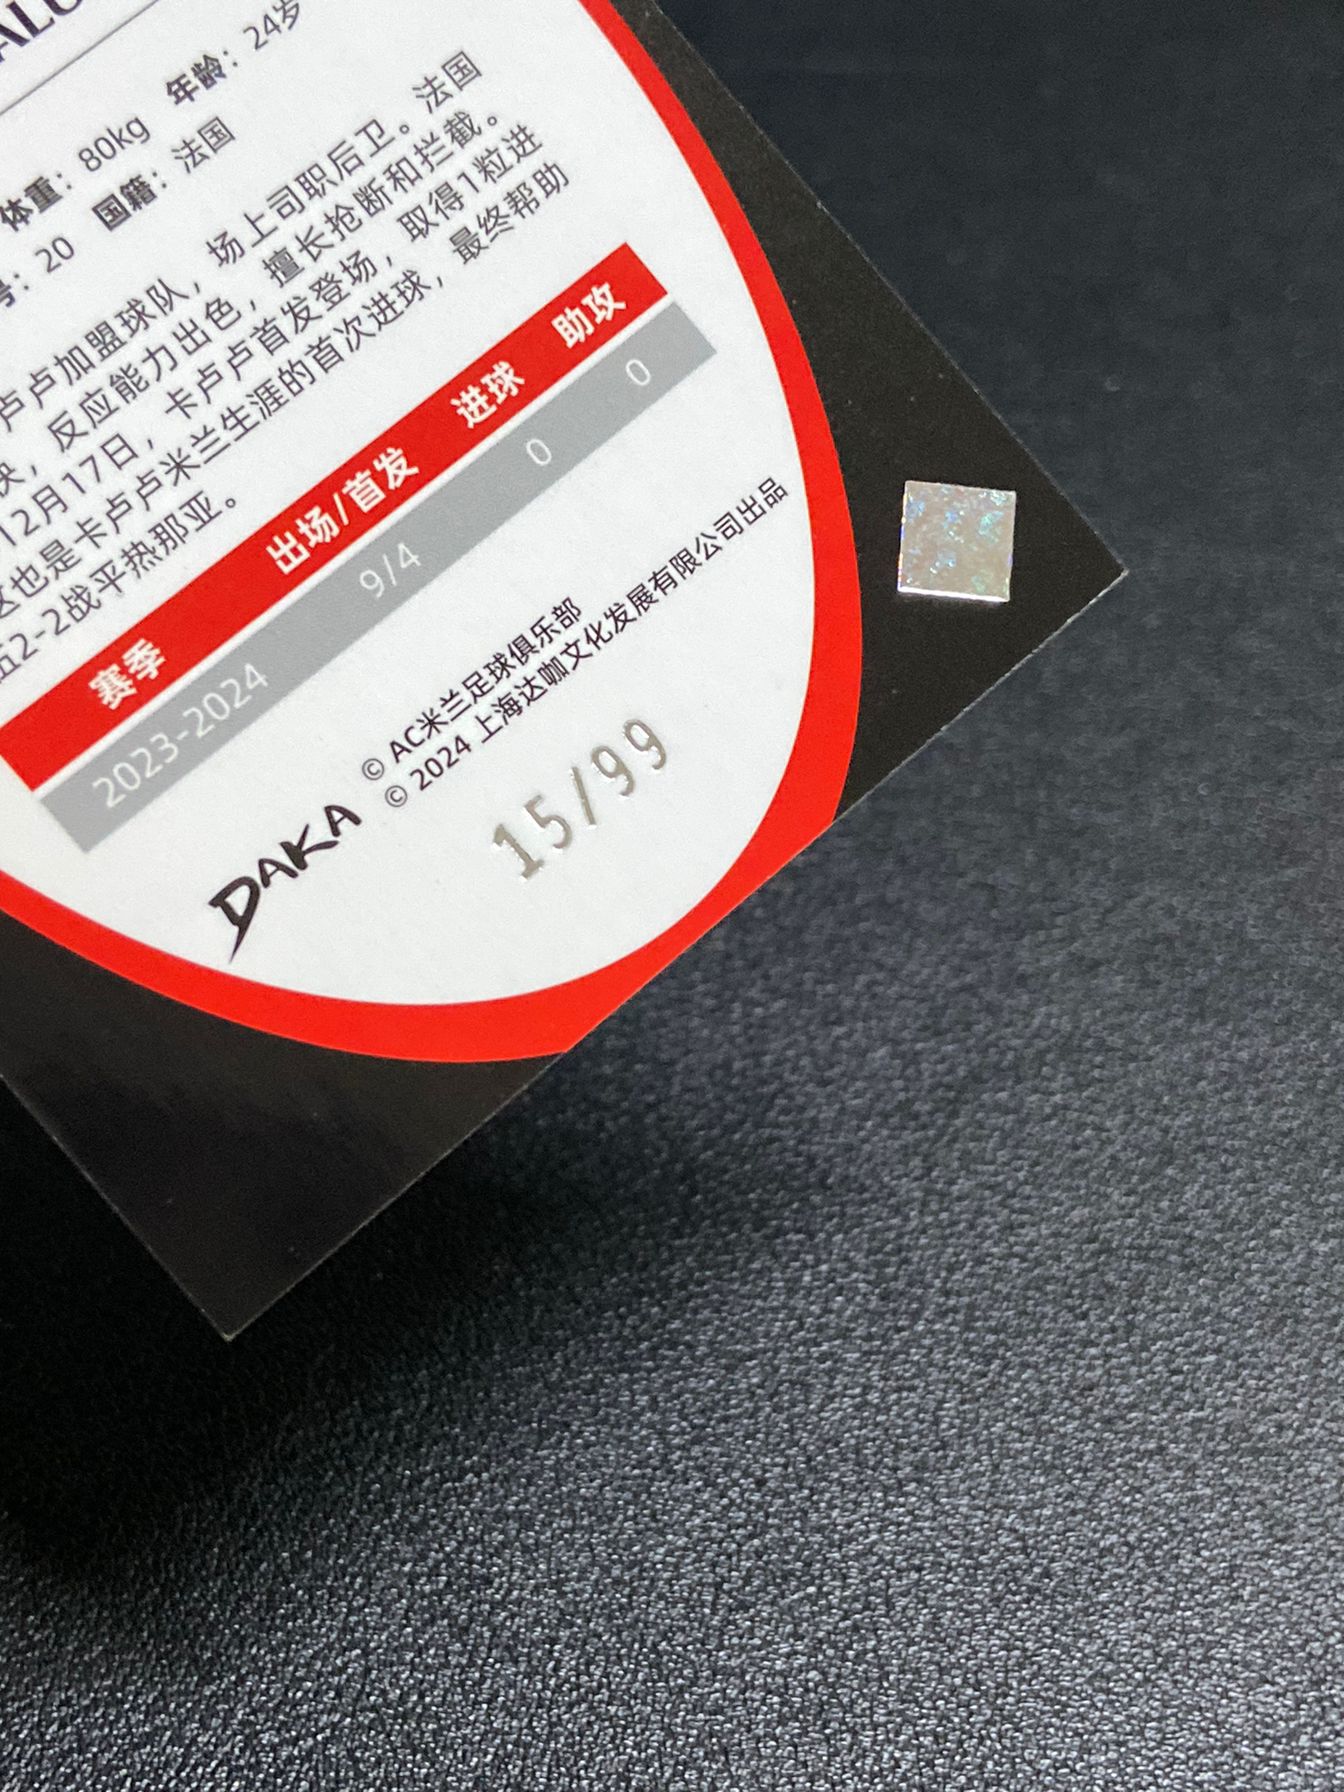 ALU
体重：80kg 年龄：24岁
号：20 国籍：法国
卢卢加盟球队，场上司职后卫。法国
快，反应能力出色，擅长抢断和拦截。
12月17日，卡卢卢首发登场，取得1粒进
这也是卡卢卢米兰生涯的首次进球，最终帮助
伍2-2战平热那亚。
赛季 出场/首发 进球 助攻
2023-2024 9/4 0 0
© AC米兰足球俱乐部
© 2024 上海达咖文化发展有限公司出品
DAKA
15/99